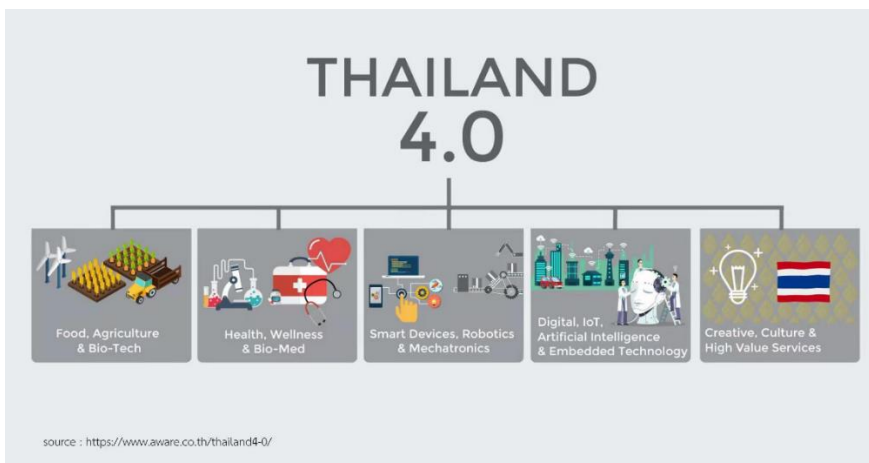 THAILAND
4.0
Food, Agriculture
& Bio-Tech
Health, Wellness
& Bio-Med
Smart Devices, Robotics
& Mechatronics
Digital, IoT,
Artificial Intelligence
& Embedded Technology
Creative, Culture &
High Value Services
source : https://www.aware.co.th/thailand4-0/